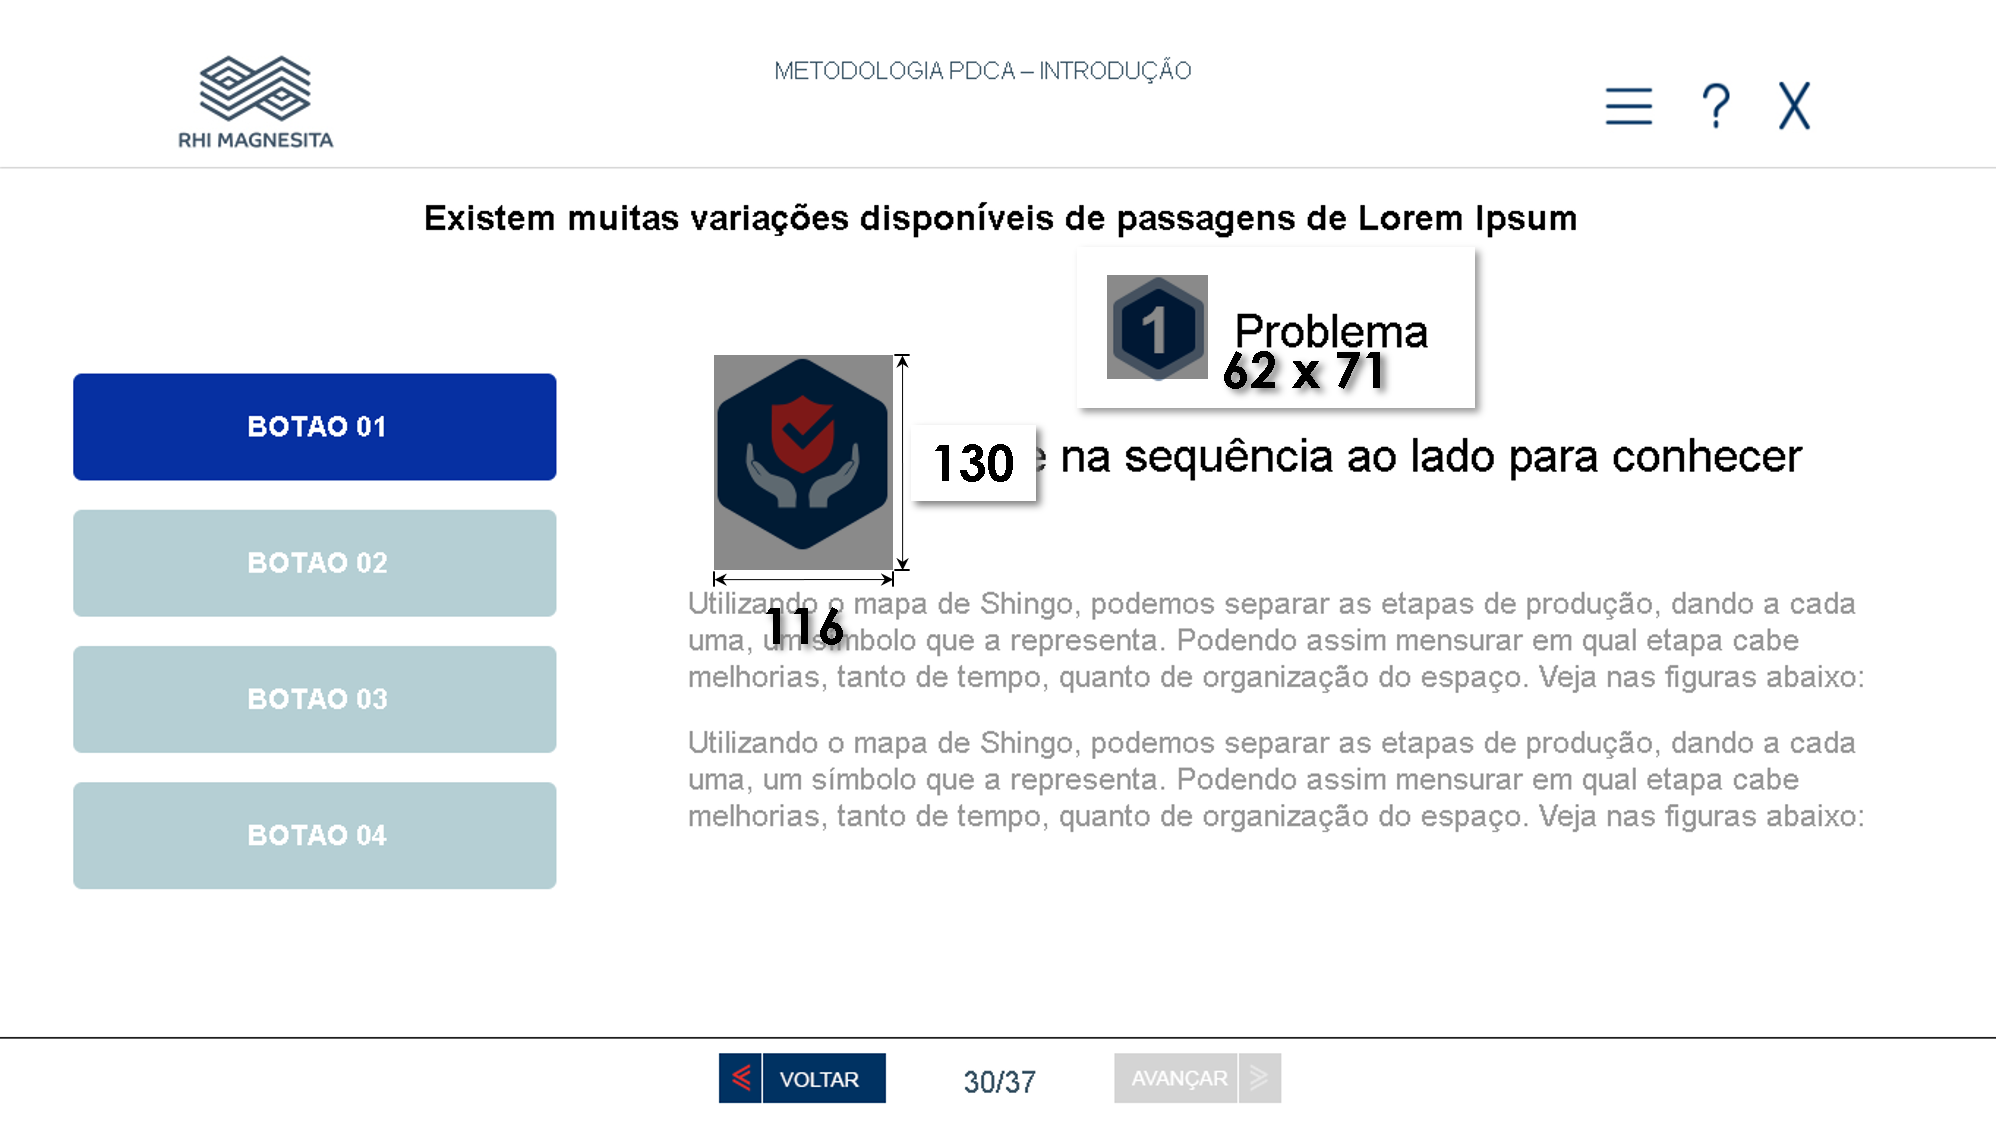 RHI MAGNESITA
METODOLOGIA PDCA – INTRODUÇÃO
? X
Existem muitas variações disponíveis de passagens de Lorem Ipsum
1 Problema
62 x 71
BOTAO 01
BOTAO 02
BOTAO 03
BOTAO 04
130
na sequência ao lado para conhecer
116
Utilizando o mapa de Shingo, podemos separar as etapas de produção, dando a cada
uma, um símbolo que a representa. Podendo assim mensurar em qual etapa cabe
melhorias, tanto de tempo, quanto de organização do espaço. Veja nas figuras abaixo:
Utilizando o mapa de Shingo, podemos separar as etapas de produção, dando a cada
uma, um símbolo que a representa. Podendo assim mensurar em qual etapa cabe
melhorias, tanto de tempo, quanto de organização do espaço. Veja nas figuras abaixo:
VOLTAR
30/37
AVANÇAR